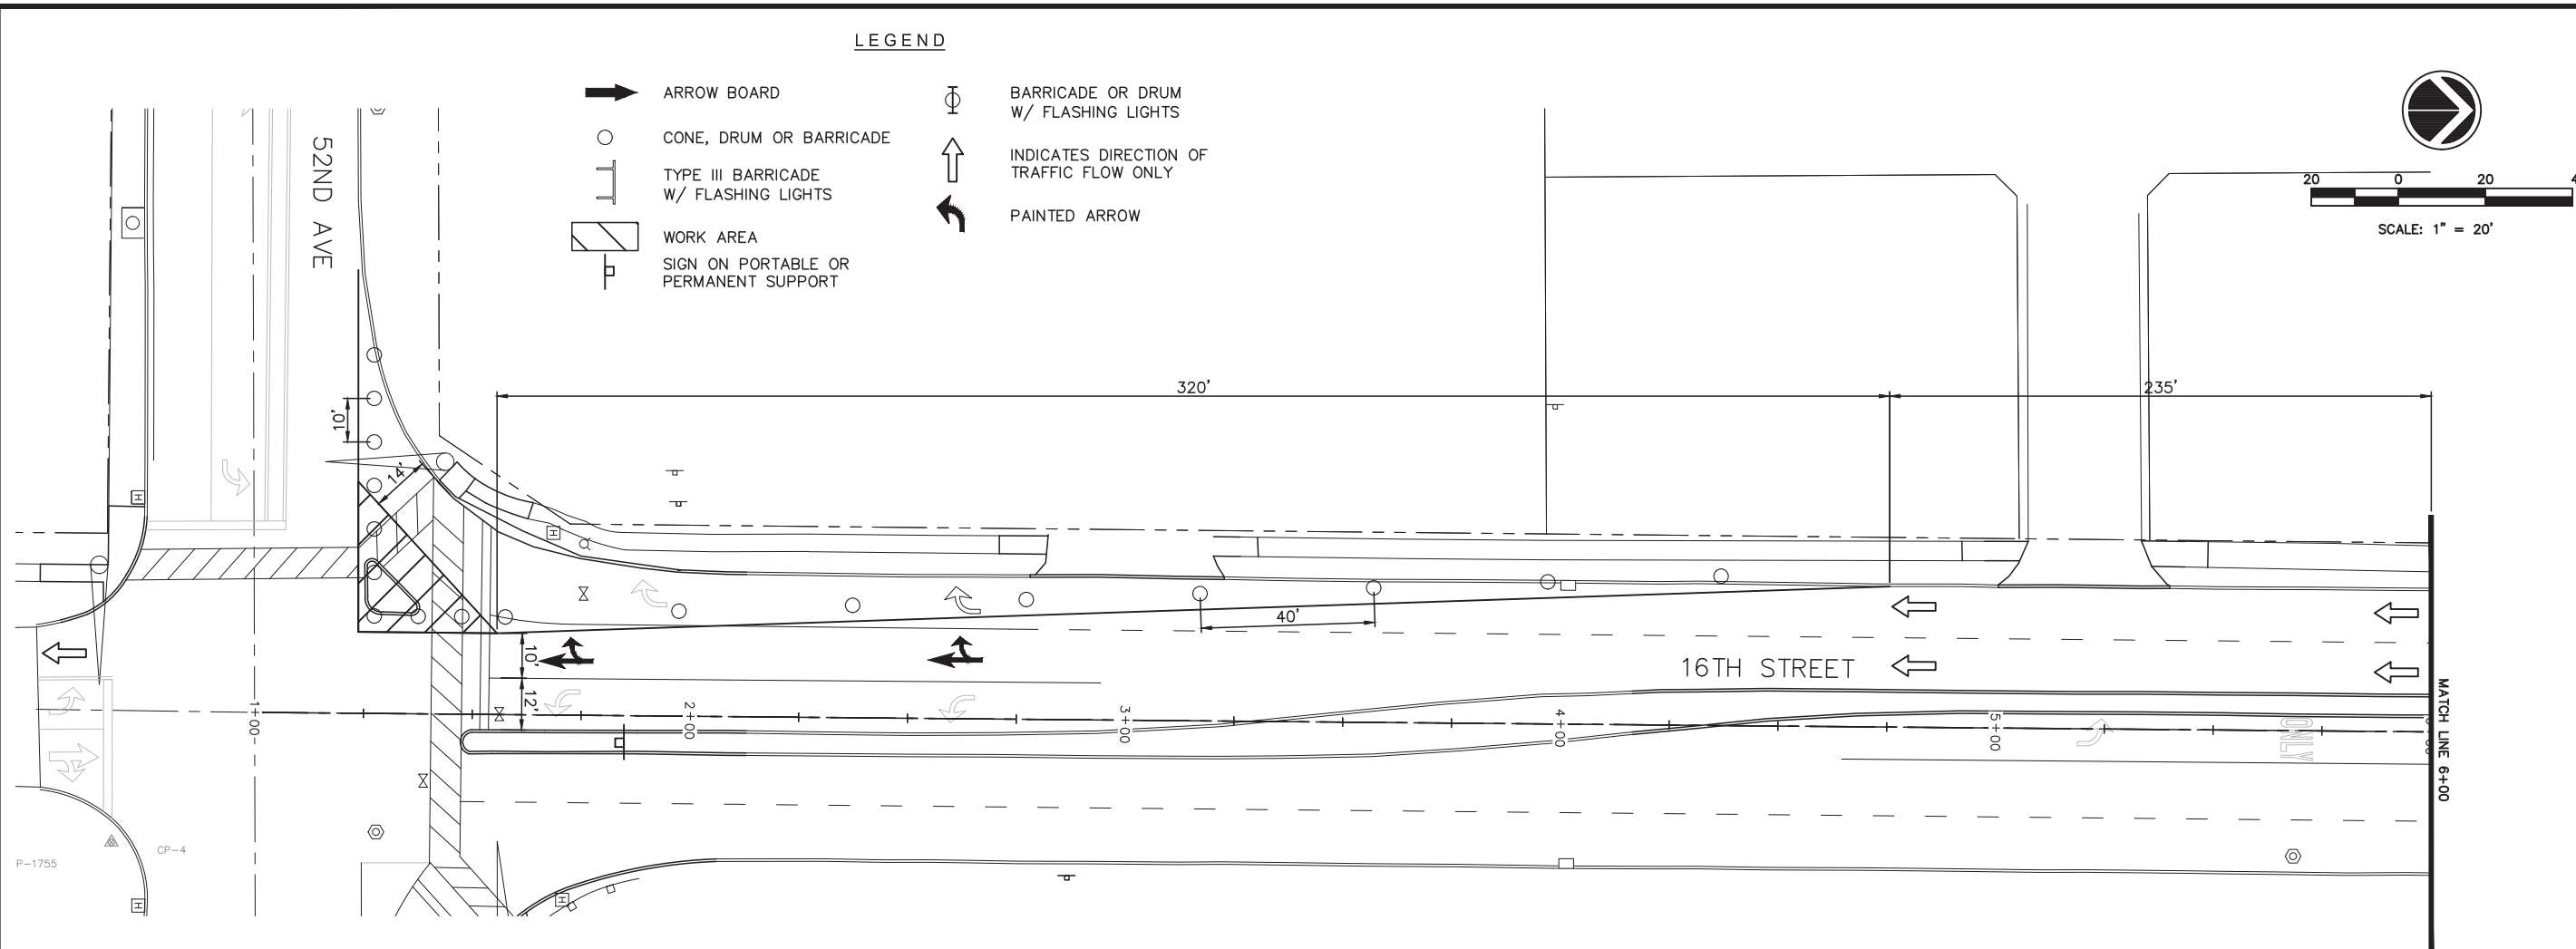 LEGEND
ARROW BOARD
CONE, DRUM OR BARRICADE
TYPE III BARRICADE
W/ FLASHING LIGHTS
WORK AREA
SIGN ON PORTABLE OR
PERMANENT SUPPORT
BARRICADE OR DRUM
W/ FLASHING LIGHTS
INDICATES DIRECTION OF
TRAFFIC FLOW ONLY
PAINTED ARROW
20 0 20 4
SCALE: 1" = 20'
52ND AVE
320'
235'
10'
14'
40'
10'
12'
16TH STREET
1+00
2+00
3+00
4+00
5+00
ONLY
MATCH LINE 6+00
H
H
H
H
P-1755
CP-4